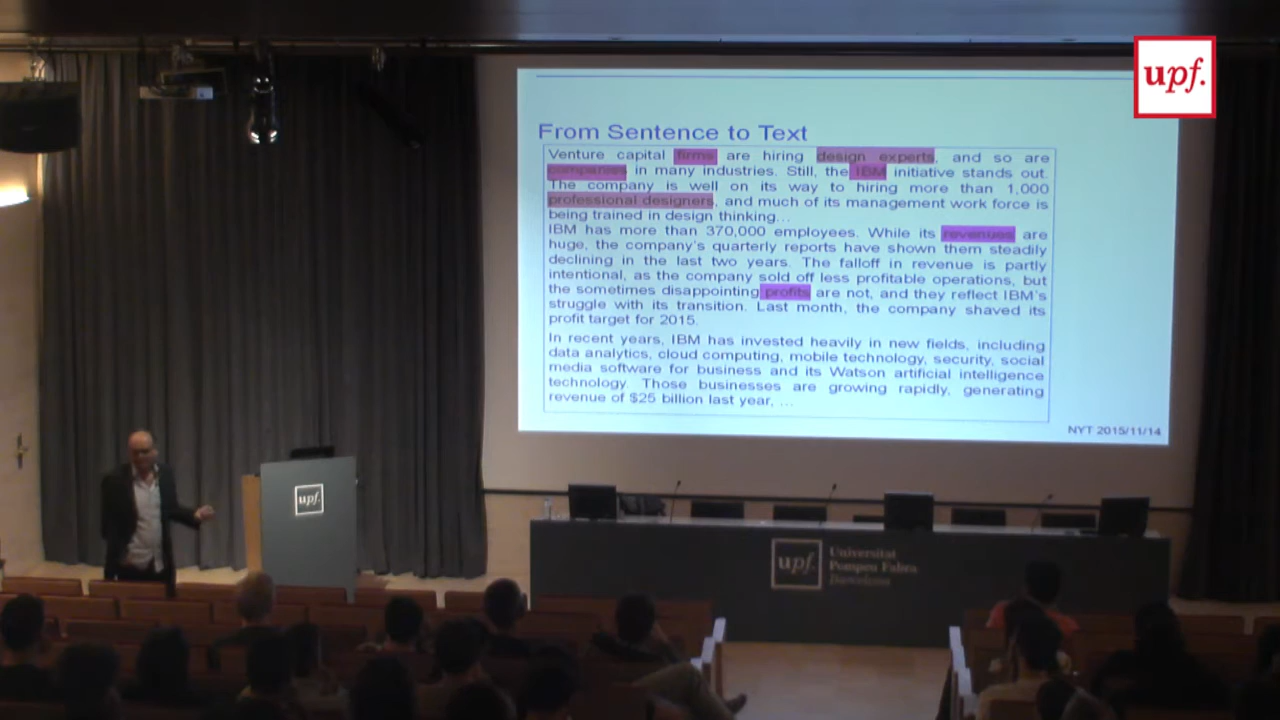 upf.
From Sentence to Text
Venture capital firms are hiring design experts, and so are
companies in many industries. Still, the IBM initiative stands out.
The company is well on its way to hiring more than 1,000
professional designers, and much of its management work force is
being trained in design thinking...
IBM has more than 370,000 employees. While its revenues are
huge, the company's quarterly reports have shown them steadily
declining in the last two years. The falloff in revenue is partly
intentional, as the company sold off less profitable operations, but
the sometimes disappointing profits are not, and they reflect IBM's
struggle with its transition. Last month, the company shaved its
profit target for 2015.
In recent years, IBM has invested heavily in new fields, including
data analytics, cloud computing, mobile technology, security, social
media software for business and its Watson artificial intelligence
technology. Those businesses are growing rapidly, generating
revenue of $25 billion last year, ...
NYT 2015/11/14
upf.
upf.
Universitat
Pompeu Fabra
Barcelona